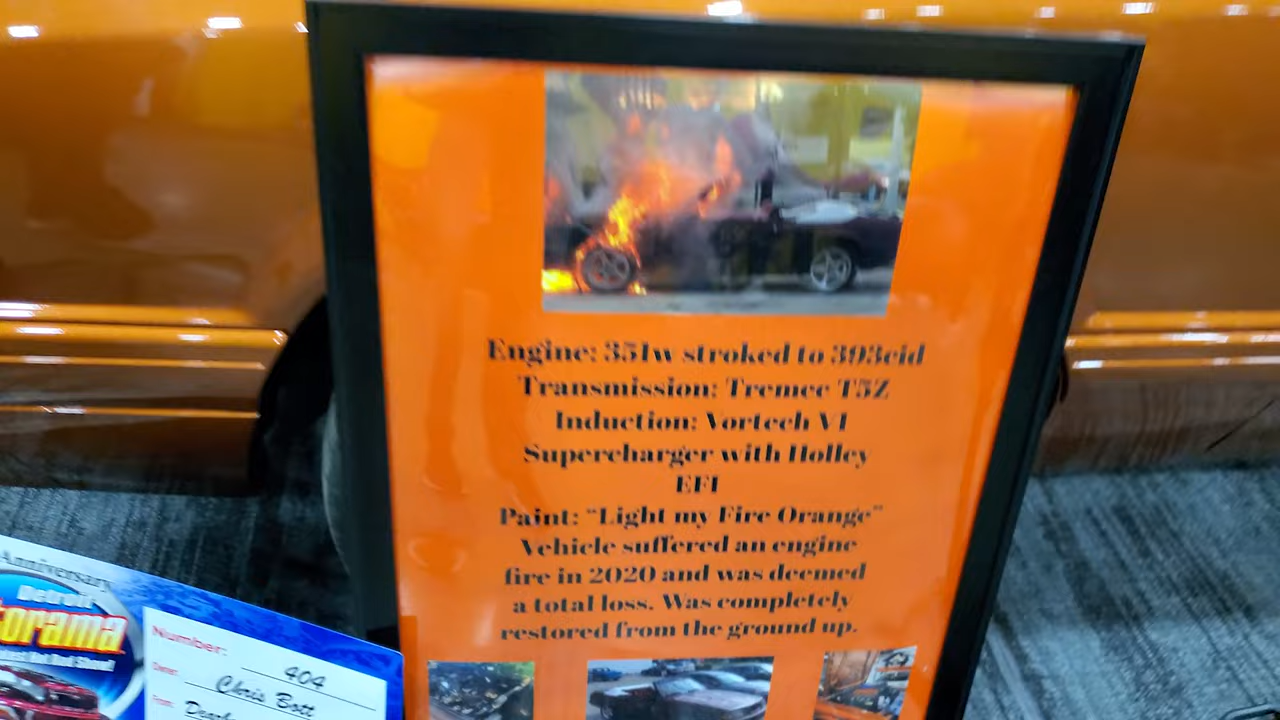 Engine: 351w stroked to 393cid
Transmission: Tremec T5Z
Induction: Vortech V1
Supercharger with Holley
EFI
Paint: "Light my Fire Orange"
Vehicle suffered an engine
fire in 2020 and was deemed
a total loss. Was completely
restored from the ground up.
Anniversary
Detroit
orama
Number: 404
Chris Bott